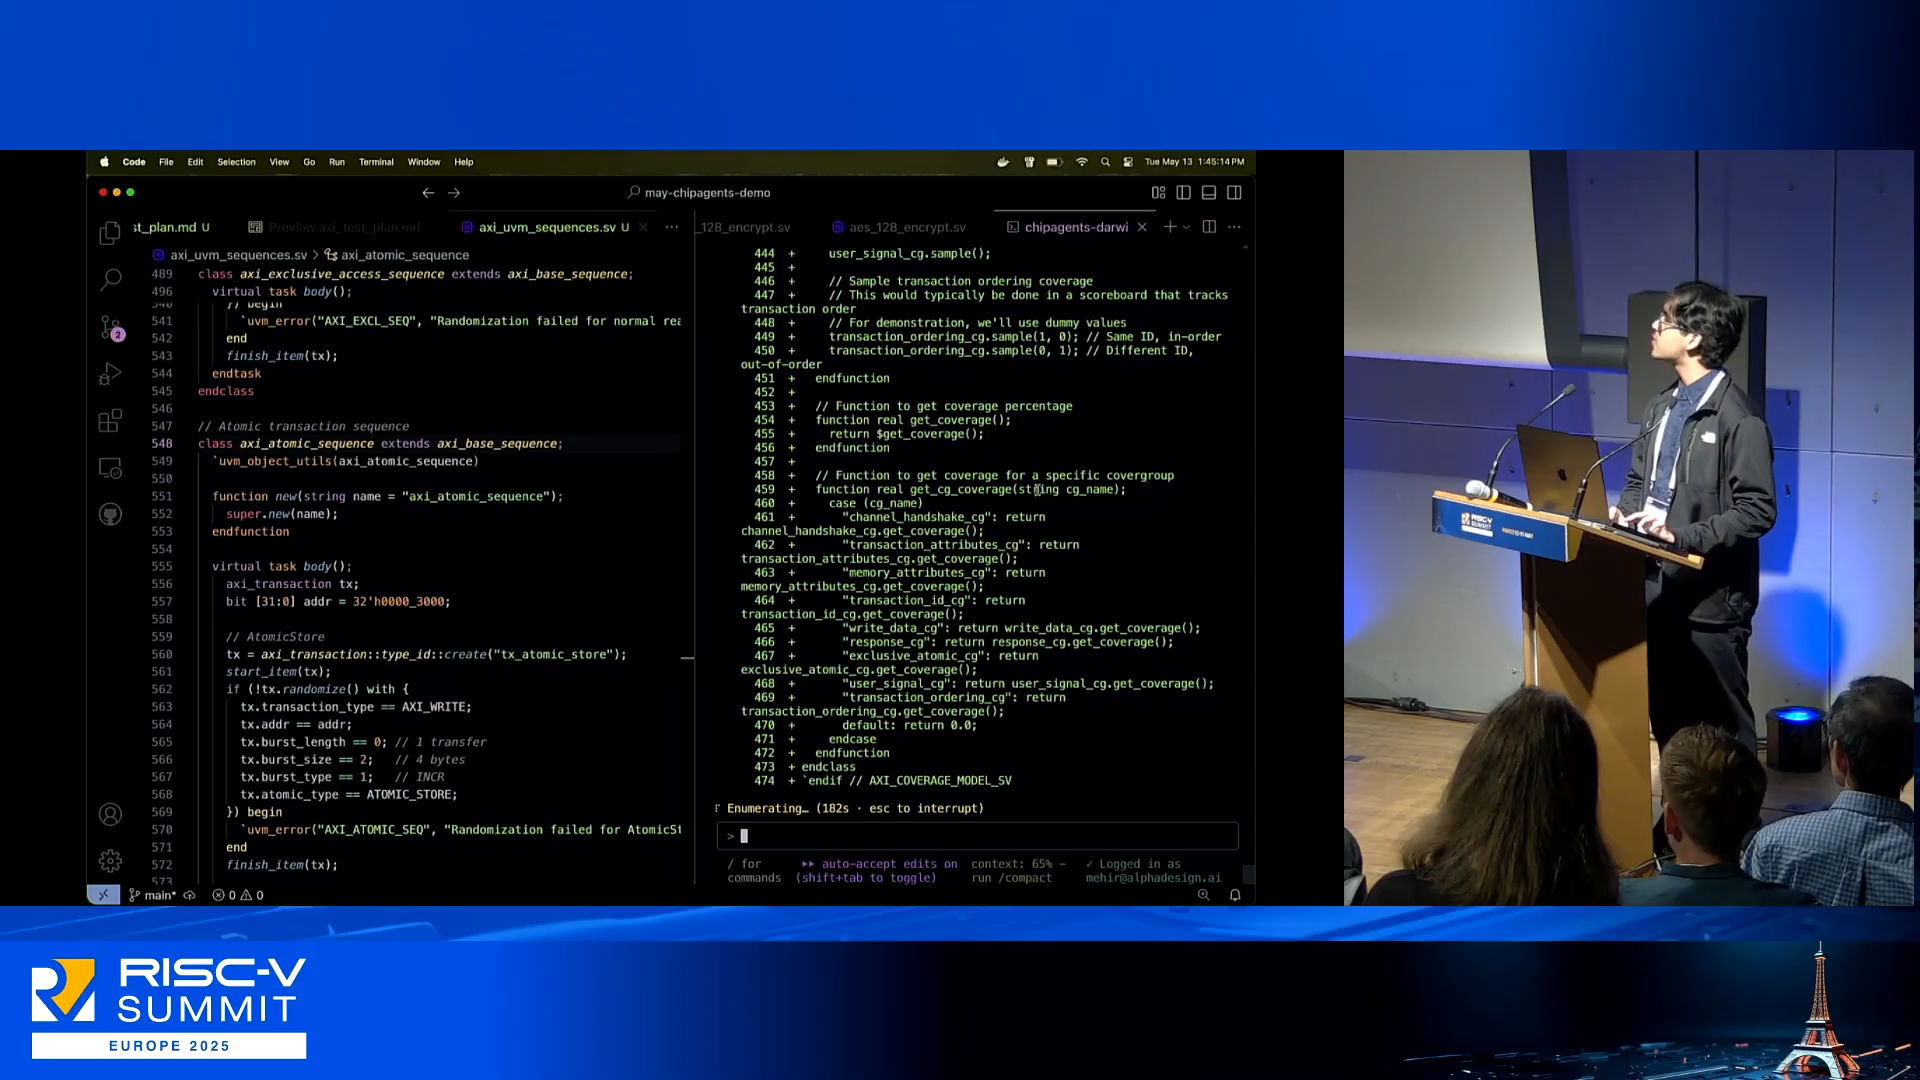 Code File Edit Selection View Go Run Terminal Window Help
Tue May 13 1:45:14 PM
may-chipagents-demo
st_plan.md U
Preview axi_test_plan.md
axi_uvm_sequences.sv U
axi_uvm_sequences.sv > axi_atomic_sequence
489 class axi_exclusive_access_sequence extends axi_base_sequence;
496 virtual task body();
540 }) begin
541 `uvm_error("AXI_EXCL_SEQ", "Randomization failed for normal rea
542 end
543 finish_item(tx);
544 endtask
545 endclass
546
547 // Atomic transaction sequence
548 class axi_atomic_sequence extends axi_base_sequence;
549 `uvm_object_utils(axi_atomic_sequence)
550
551 function new(string name = "axi_atomic_sequence");
552 super.new(name);
553 endfunction
554
555 virtual task body();
556 axi_transaction tx;
557 bit [31:0] addr = 32'h0000_3000;
558
559 // AtomicStore
560 tx = axi_transaction::type_id::create("tx_atomic_store");
561 start_item(tx);
562 if (!tx.randomize() with {
563 tx.transaction_type == AXI_WRITE;
564 tx.addr == addr;
565 tx.burst_length == 0; // 1 transfer
566 tx.burst_size == 2; // 4 bytes
567 tx.burst_type == 1; // INCR
568 tx.atomic_type == ATOMIC_STORE;
569 }) begin
570 `uvm_error("AXI_ATOMIC_SEQ", "Randomization failed for AtomicSt
571 end
572 finish_item(tx);
573
main*
0 0
2
_128_encrypt.sv
aes_128_encrypt.sv
chipagents-darwi
444 + user_signal_cg.sample();
445 +
446 + // Sample transaction ordering coverage
447 + // This would typically be done in a scoreboard that tracks
transaction order
448 + // For demonstration, we'll use dummy values
449 + transaction_ordering_cg.sample(1, 0); // Same ID, in-order
450 + transaction_ordering_cg.sample(0, 1); // Different ID,
out-of-order
451 + endfunction
452 +
453 + // Function to get coverage percentage
454 + function real get_coverage();
455 + return $get_coverage();
456 + endfunction
457 +
458 + // Function to get coverage for a specific covergroup
459 + function real get_cg_coverage(string cg_name);
460 + case (cg_name)
461 + "channel_handshake_cg": return
channel_handshake_cg.get_coverage();
462 + "transaction_attributes_cg": return
transaction_attributes_cg.get_coverage();
463 + "memory_attributes_cg": return
memory_attributes_cg.get_coverage();
464 + "transaction_id_cg": return
transaction_id_cg.get_coverage();
465 + "write_data_cg": return write_data_cg.get_coverage();
466 + "response_cg": return response_cg.get_coverage();
467 + "exclusive_atomic_cg": return
exclusive_atomic_cg.get_coverage();
468 + "user_signal_cg": return user_signal_cg.get_coverage();
469 + "transaction_ordering_cg": return
transaction_ordering_cg.get_coverage();
470 + default: return 0.0;
471 + endcase
472 + endfunction
473 + endclass
474 + `endif // AXI_COVERAGE_MODEL_SV
Enumerating… (182s · esc to interrupt)
>
/ for commands
auto-accept edits on (shift+tab to toggle)
context: 65% – run /compact
✓ Logged in as mehir@alphadesign.ai
RISC-V
SUMMIT
RISC-V
SUMMIT
EUROPE 2025